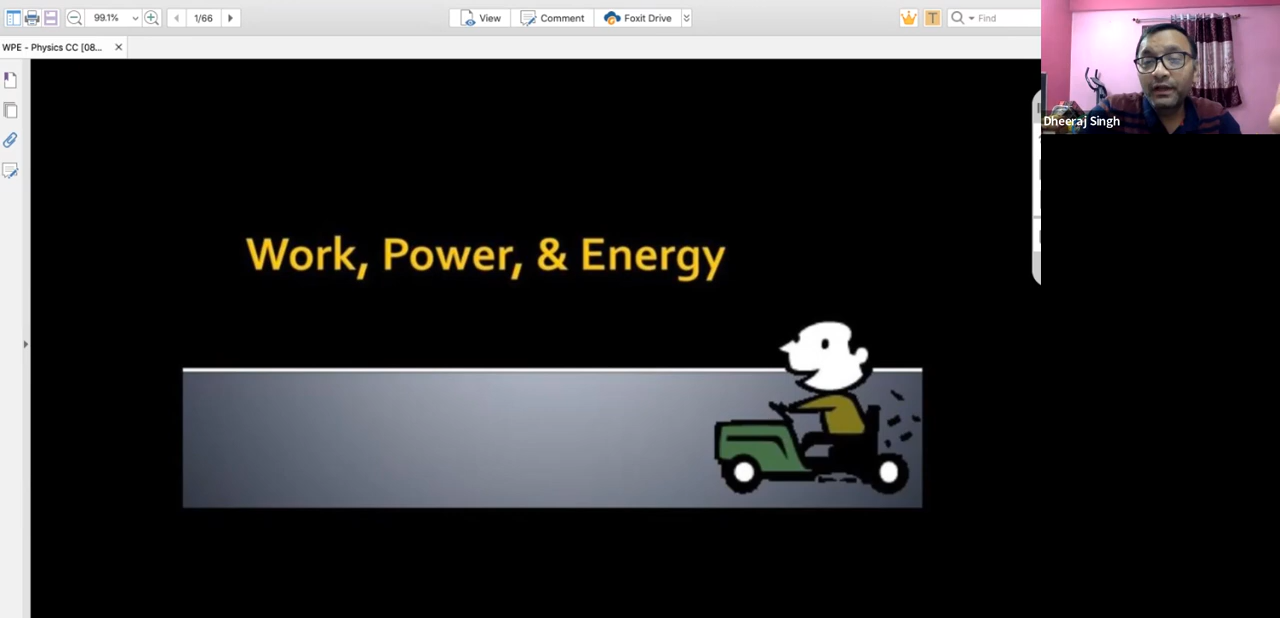 99.1%
1/66
View
Comment
Foxit Drive
T
Find
WPE - Physics CC [08...
Dheeraj Singh
Work, Power, & Energy